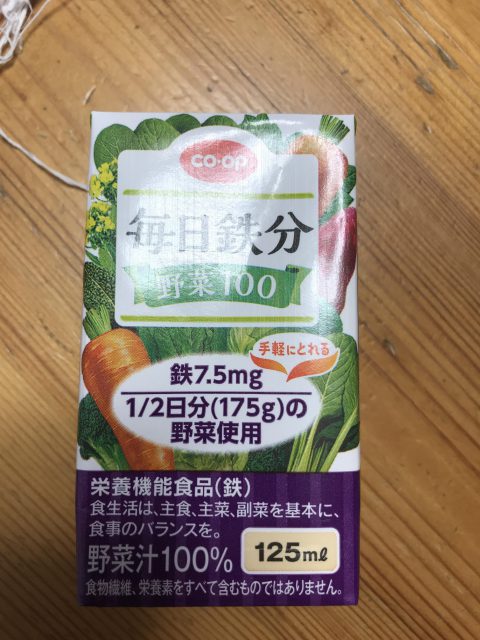 co·op
毎日鉄分
野菜100
手軽にとれる
鉄7.5mg
1/2日分(175g)の
野菜使用
栄養機能食品(鉄)
食生活は、主食、主菜、副菜を基本に、
食事のバランスを。
野菜汁100%
125ml
食物繊維、栄養素をすべて含むものではありません。